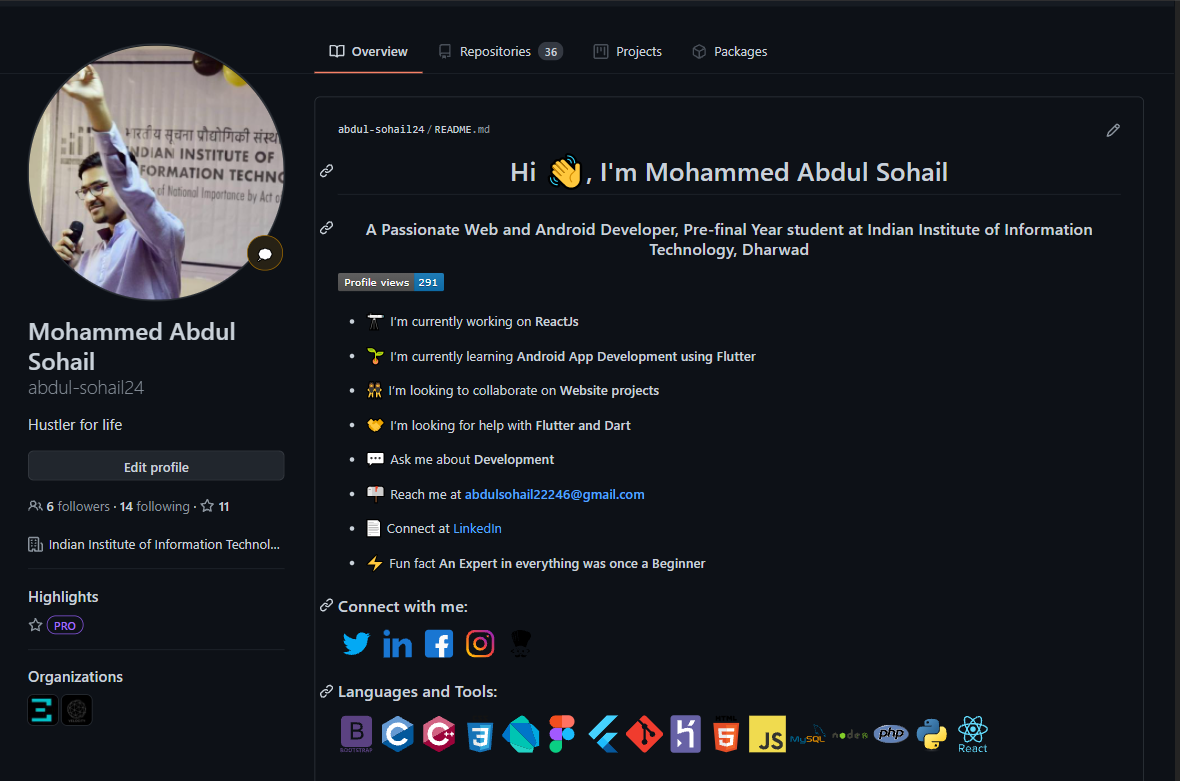 Overview
Repositories 36
Projects
Packages
भारतीय सूचना प्रौद्योगिकी संस्थ
INDIAN INSTITUTE OF
FORMATION TECHNO
of National Importance by Act o
Mohammed Abdul
Sohail
abdul-sohail24
Hustler for life
Edit profile
6 followers · 14 following · 11
Indian Institute of Information Technol...
Highlights
PRO
Organizations
abdul-sohail24/README.md
Hi 👋, I'm Mohammed Abdul Sohail
A Passionate Web and Android Developer, Pre-final Year student at Indian Institute of Information
Technology, Dharwad
Profile views 291
• 🔭 I'm currently working on ReactJs
• 🌱 I'm currently learning Android App Development using Flutter
• 👯 I'm looking to collaborate on Website projects
• 🤝 I'm looking for help with Flutter and Dart
• 💬 Ask me about Development
• 📫 Reach me at abdulsohail22246@gmail.com
• 📄 Connect at LinkedIn
• ⚡ Fun fact An Expert in everything was once a Beginner
Connect with me:
Languages and Tools:
B BOOTSTRAP C C++ 3 H HTML 5 JS MySQL node php React